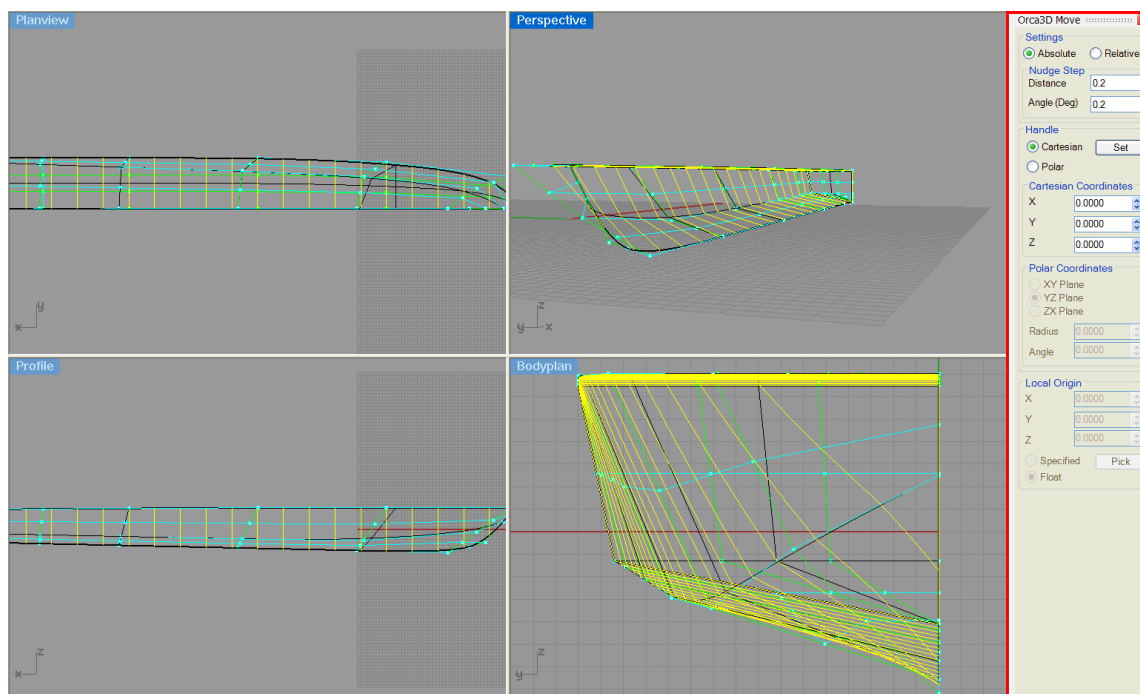 Planview
y
x
Perspective
z
y
x
Profile
z
x
Bodyplan
z
y
Orca3D Move
Settings
Absolute Relative
Nudge Step
Distance 0.2
Angle (Deg) 0.2
Handle
Cartesian Set
Polar
Cartesian Coordinates
X 0.0000
Y 0.0000
Z 0.0000
Polar Coordinates
XY Plane
YZ Plane
ZX Plane
Radius 0.0000
Angle 0.0000
Local Origin
X 0.0000
Y 0.0000
Z 0.0000
Specified Pick
Float